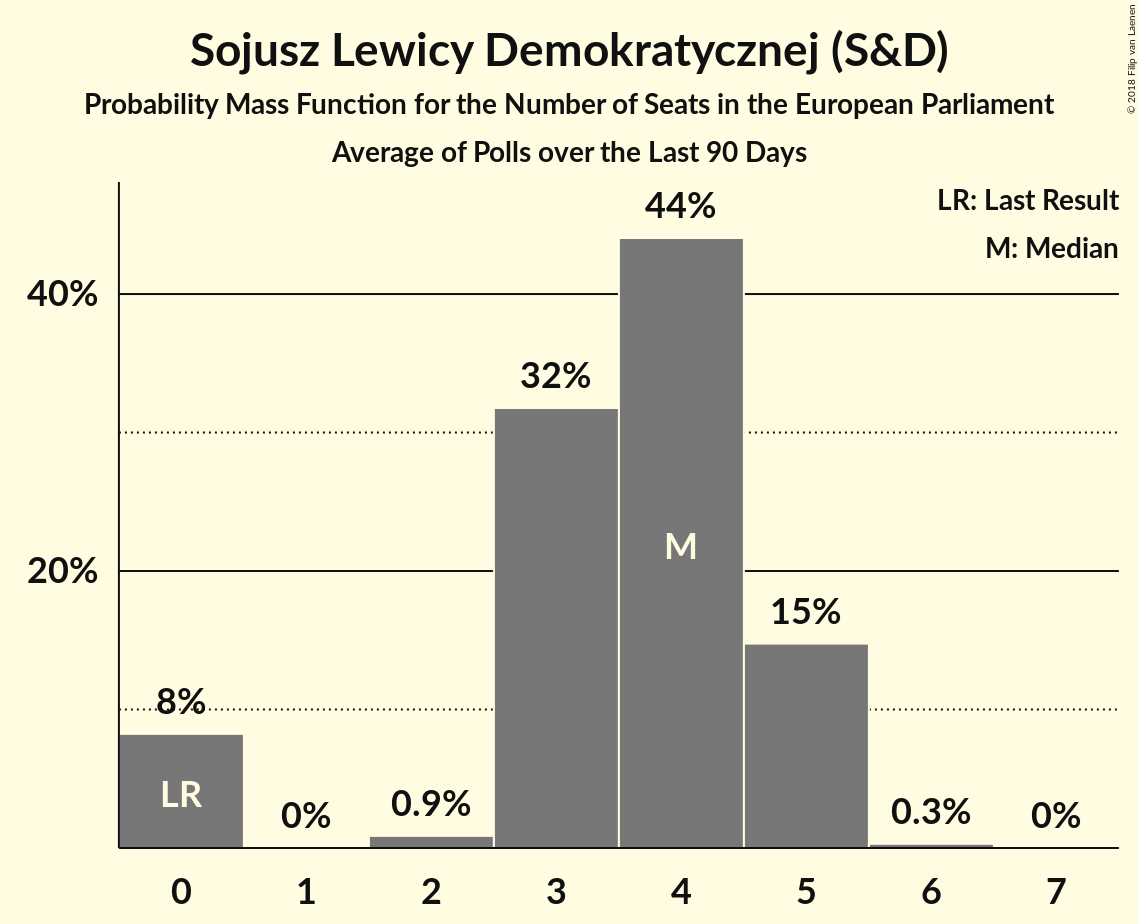 Sojusz Lewicy Demokratycznej (S&D)
Probability Mass Function for the Number of Seats in the European Parliament
Average of Polls over the Last 90 Days
© 2018 Filip van Laenen
LR: Last Result
M: Median
44%
40%
32%
M
20%
15%
8%
LR
0%
0.9%
0.3%
0%
0 1 2 3 4 5 6 7